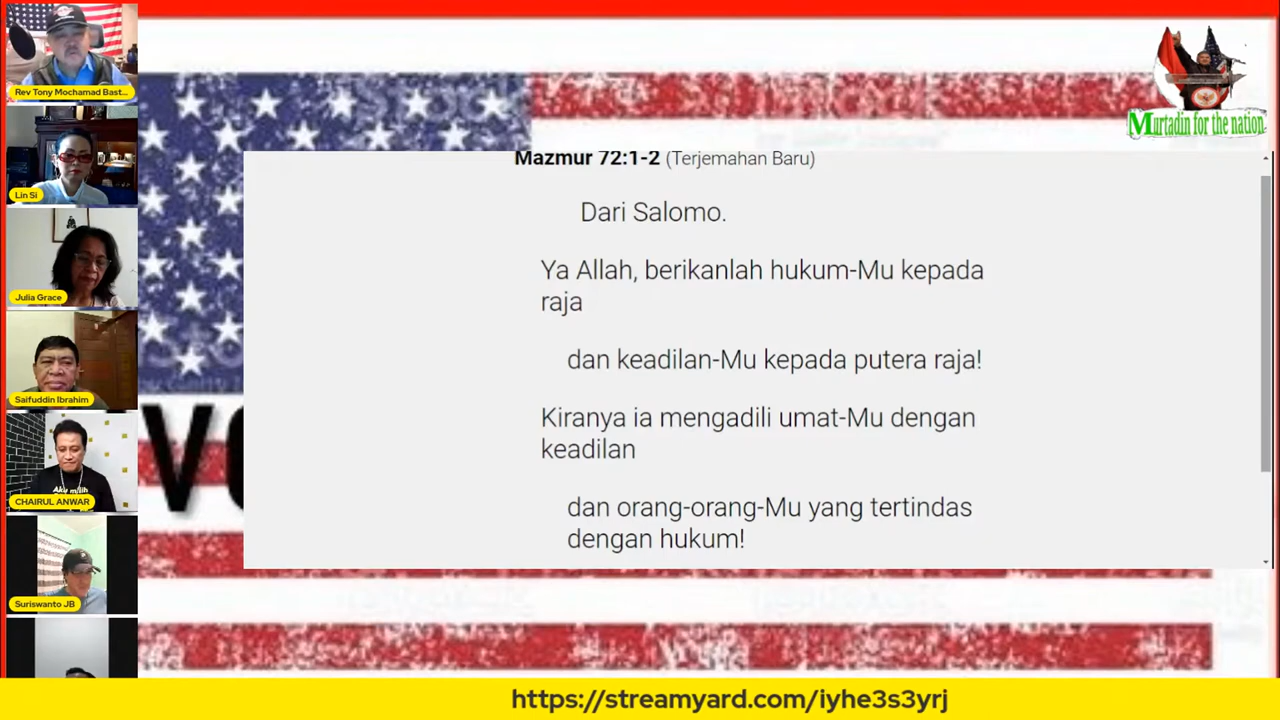 Rev Tony Mochamad Bast...
Lin Si
Julia Grace
Saifuddin Ibrahim
CHAIRUL ANWAR
Aku milih
Suriswanto JB
Murtadin for the nation
Mazmur 72:1-2 (Terjemahan Baru)
Dari Salomo.
Ya Allah, berikanlah hukum-Mu kepada
raja
dan keadilan-Mu kepada putera raja!
Kiranya ia mengadili umat-Mu dengan
keadilan
dan orang-orang-Mu yang tertindas
dengan hukum!
https://streamyard.com/iyhe3s3yrj